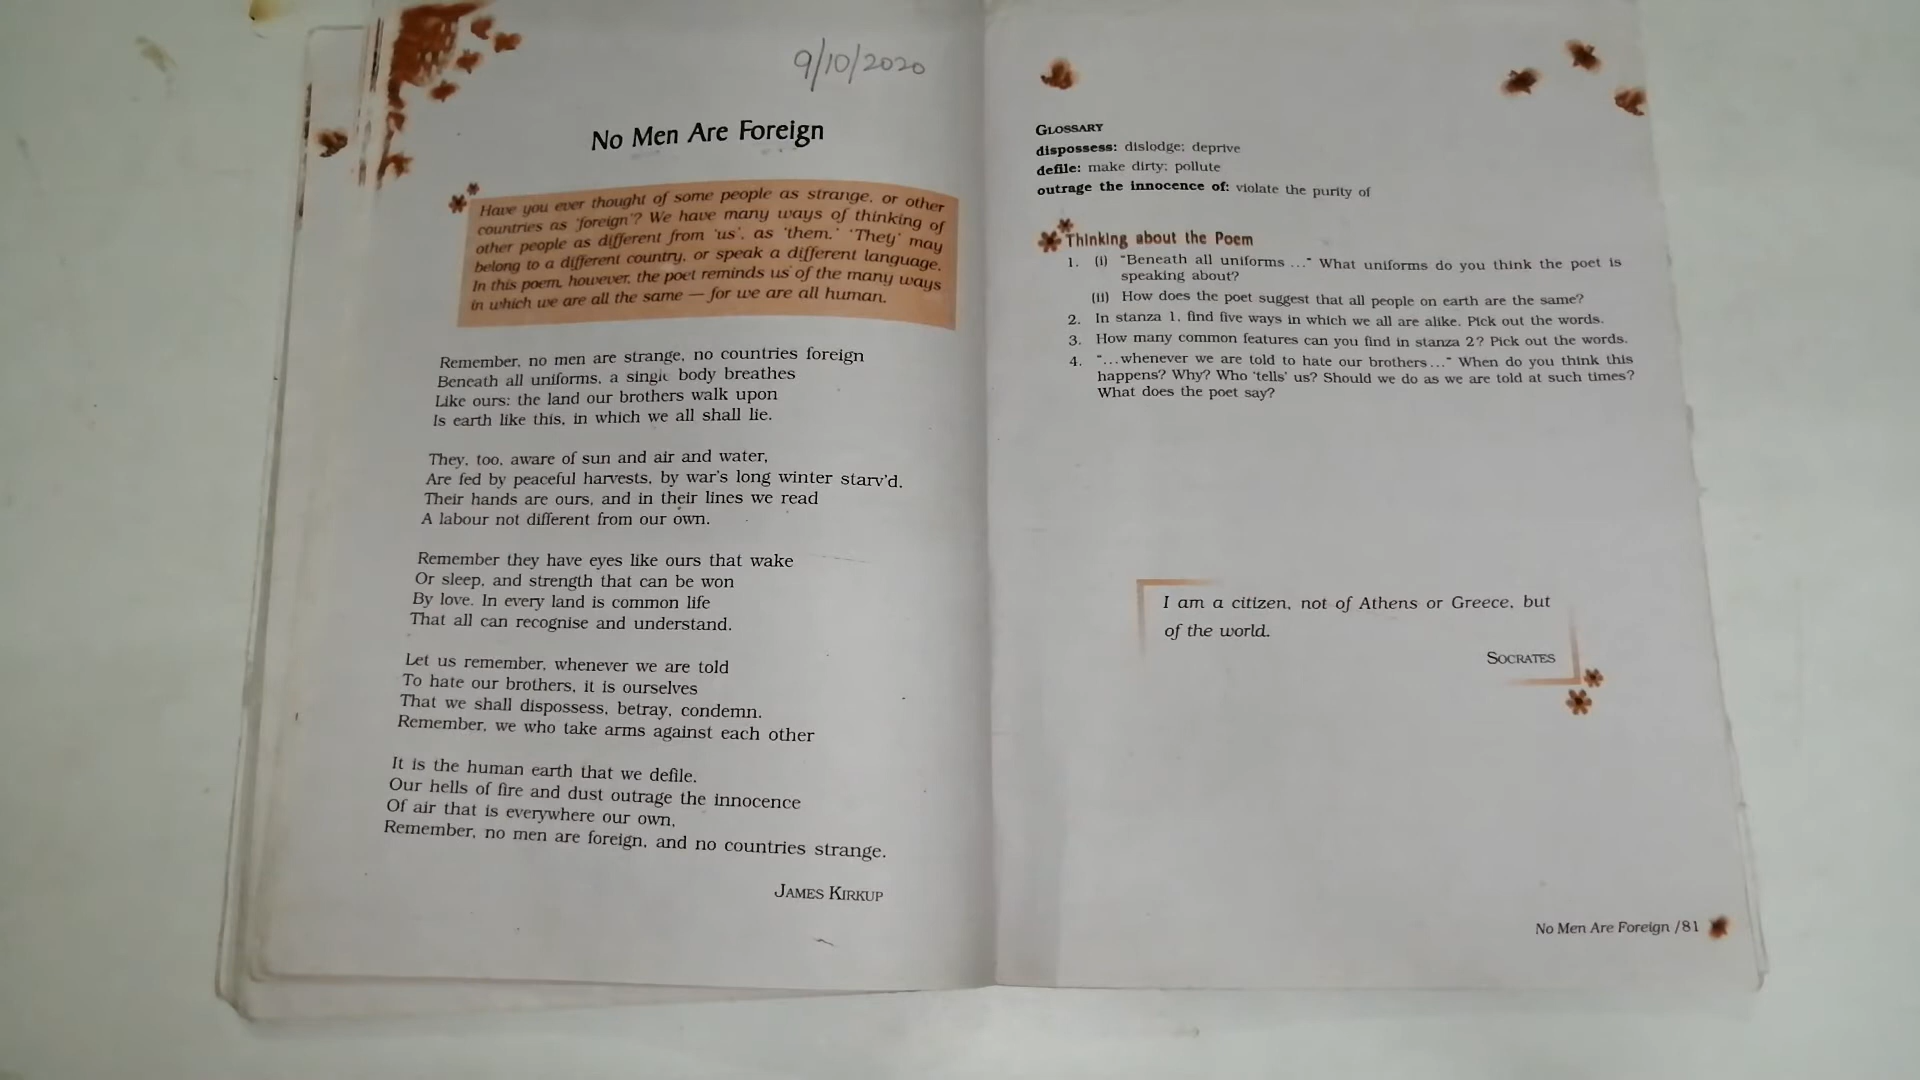 9/10/2020
No Men Are Foreign
Have you ever thought of some people as strange, or other
countries as 'foreign'? We have many ways of thinking of
other people as different from 'us', as 'them.' 'They' may
belong to a different country, or speak a different language.
In this poem, however, the poet reminds us of the many ways
in which we are all the same — for we are all human.
Remember, no men are strange, no countries foreign
Beneath all uniforms, a single body breathes
Like ours: the land our brothers walk upon
Is earth like this, in which we all shall lie.
They, too, aware of sun and air and water,
Are fed by peaceful harvests, by war's long winter starv'd.
Their hands are ours, and in their lines we read
A labour not different from our own.
Remember they have eyes like ours that wake
Or sleep, and strength that can be won
By love. In every land is common life
That all can recognise and understand.
Let us remember, whenever we are told
To hate our brothers, it is ourselves
That we shall dispossess, betray, condemn.
Remember, we who take arms against each other
It is the human earth that we defile.
Our hells of fire and dust outrage the innocence
Of air that is everywhere our own,
Remember, no men are foreign, and no countries strange.
JAMES KIRKUP
GLOSSARY
dispossess: dislodge; deprive
defile: make dirty; pollute
outrage the innocence of: violate the purity of
Thinking about the Poem
1. (i) "Beneath all uniforms ..." What uniforms do you think the poet is
speaking about?
(ii) How does the poet suggest that all people on earth are the same?
2. In stanza 1, find five ways in which we all are alike. Pick out the words.
3. How many common features can you find in stanza 2? Pick out the words.
4. "...whenever we are told to hate our brothers ..." When do you think this
happens? Why? Who 'tells' us? Should we do as we are told at such times?
What does the poet say?
I am a citizen, not of Athens or Greece, but
of the world.
SOCRATES
No Men Are Foreign /81